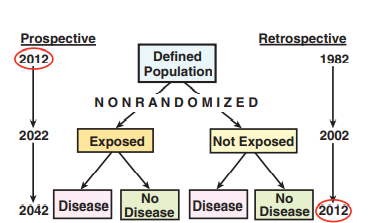 Prospective
Retrospective
2012
Defined
Population
1982
NONRANDOMIZED
2022
Exposed
Not Exposed
2002
2042
Disease
No
Disease
Disease
No
Disease
2012